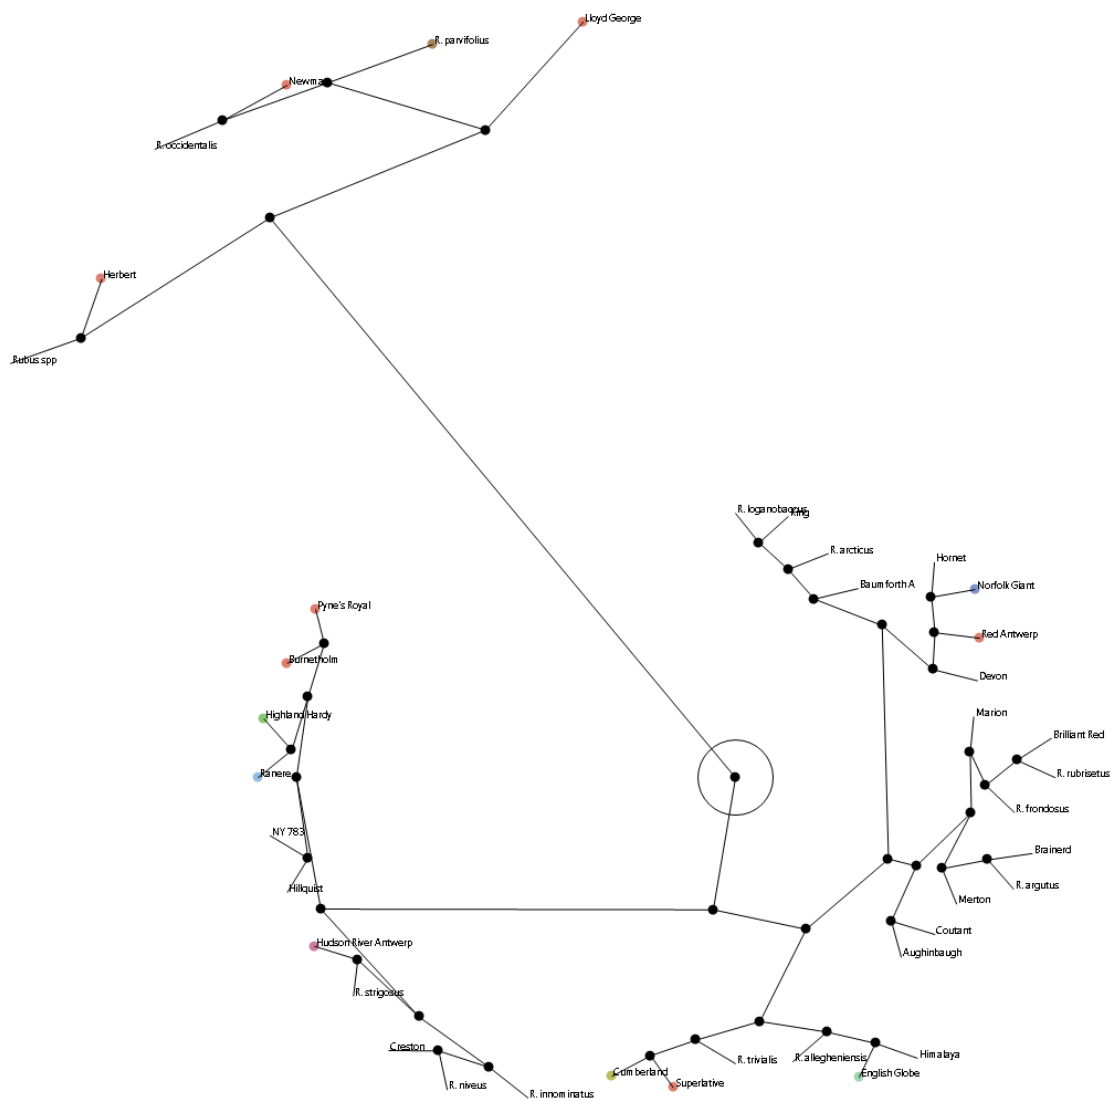 Lloyd George
R. parvifolius
Newma
R. occidentalis
Herbert
Rubus spp
R. loganobaccus
King
R. arcticus
Hornet
Baumforth A
Norfolk Giant
Pyne's Royal
Red Antwerp
Burnetholm
Devon
Highland Hardy
Marion
Brilliant Red
Ranere
R. rubrisetus
R. frondosus
NY 783
Brainerd
Hillquist
R. argutus
Merton
Coutant
Hudson River Antwerp
Aughinbaugh
R. strigosus
Creston
Himalaya
R. allegheniensis
R. trivialis
Cumberland
English Globe
Superlative
R. niveus
R. innominatus